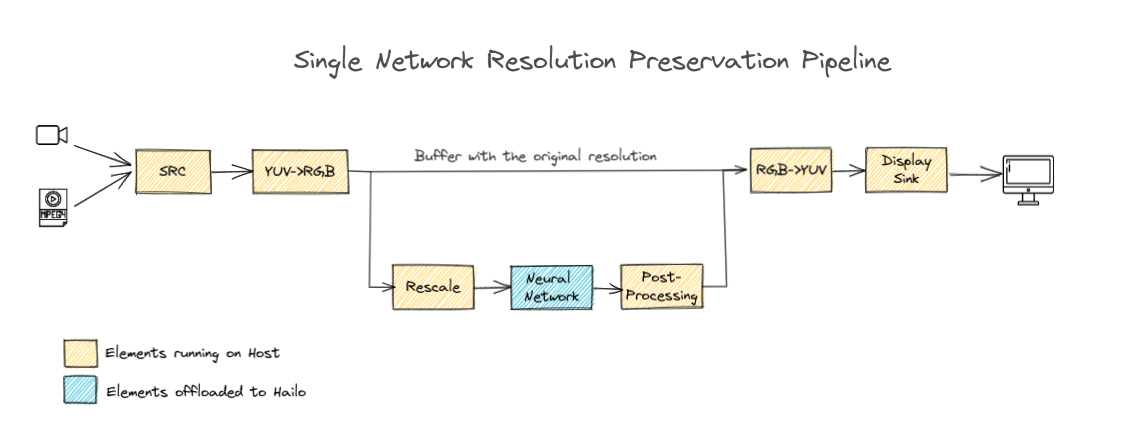 Single Network Resolution Preservation Pipeline
Buffer with the original resolution
SRC
YUV->RGB
RGB->YUV
Display
Sink
MPEG4
Rescale
Neural
Network
Post-
Processing
Elements running on Host
Elements offloaded to Hailo